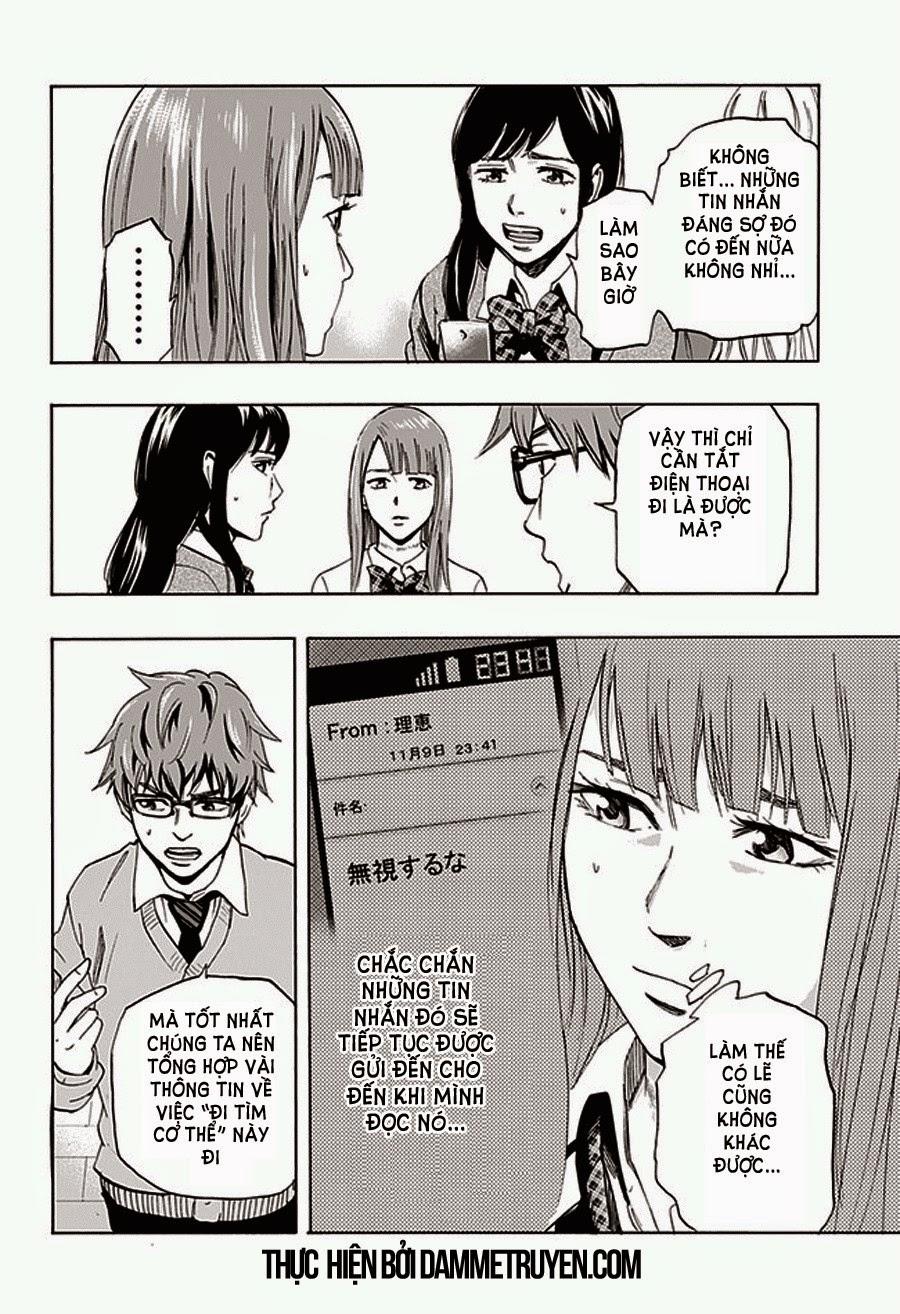 KHÔNG
BIẾT... NHỮNG
TIN NHẮN
ĐÁNG SỢ ĐÓ
CÓ ĐẾN NỮA
KHÔNG NHỈ...
LÀM
SAO
BÂY
GIỜ
.........
VẬY THÌ CHỈ
CẦN TẮT
ĐIỆN THOẠI
ĐI LÀ ĐƯỢC
MÀ?
From : 理恵
11月9日 23:41
件名:
無視するな
CHẮC CHẮN
NHỮNG TIN
NHẮN ĐÓ SẼ
TIẾP TỤC ĐƯỢC
GỬI ĐẾN CHO
ĐẾN KHI MÌNH
ĐỌC NÓ...
LÀM THẾ
CÓ LẼ
CŨNG
KHÔNG
KHÁC
ĐƯỢC...
MÀ TỐT NHẤT
CHÚNG TA NÊN
TỔNG HỢP VÀI
THÔNG TIN VỀ
VIỆC “ĐI TÌM
CƠ THỂ” NÀY
ĐI
THỰC HIỆN BỞI DAMMETRUYEN.COM